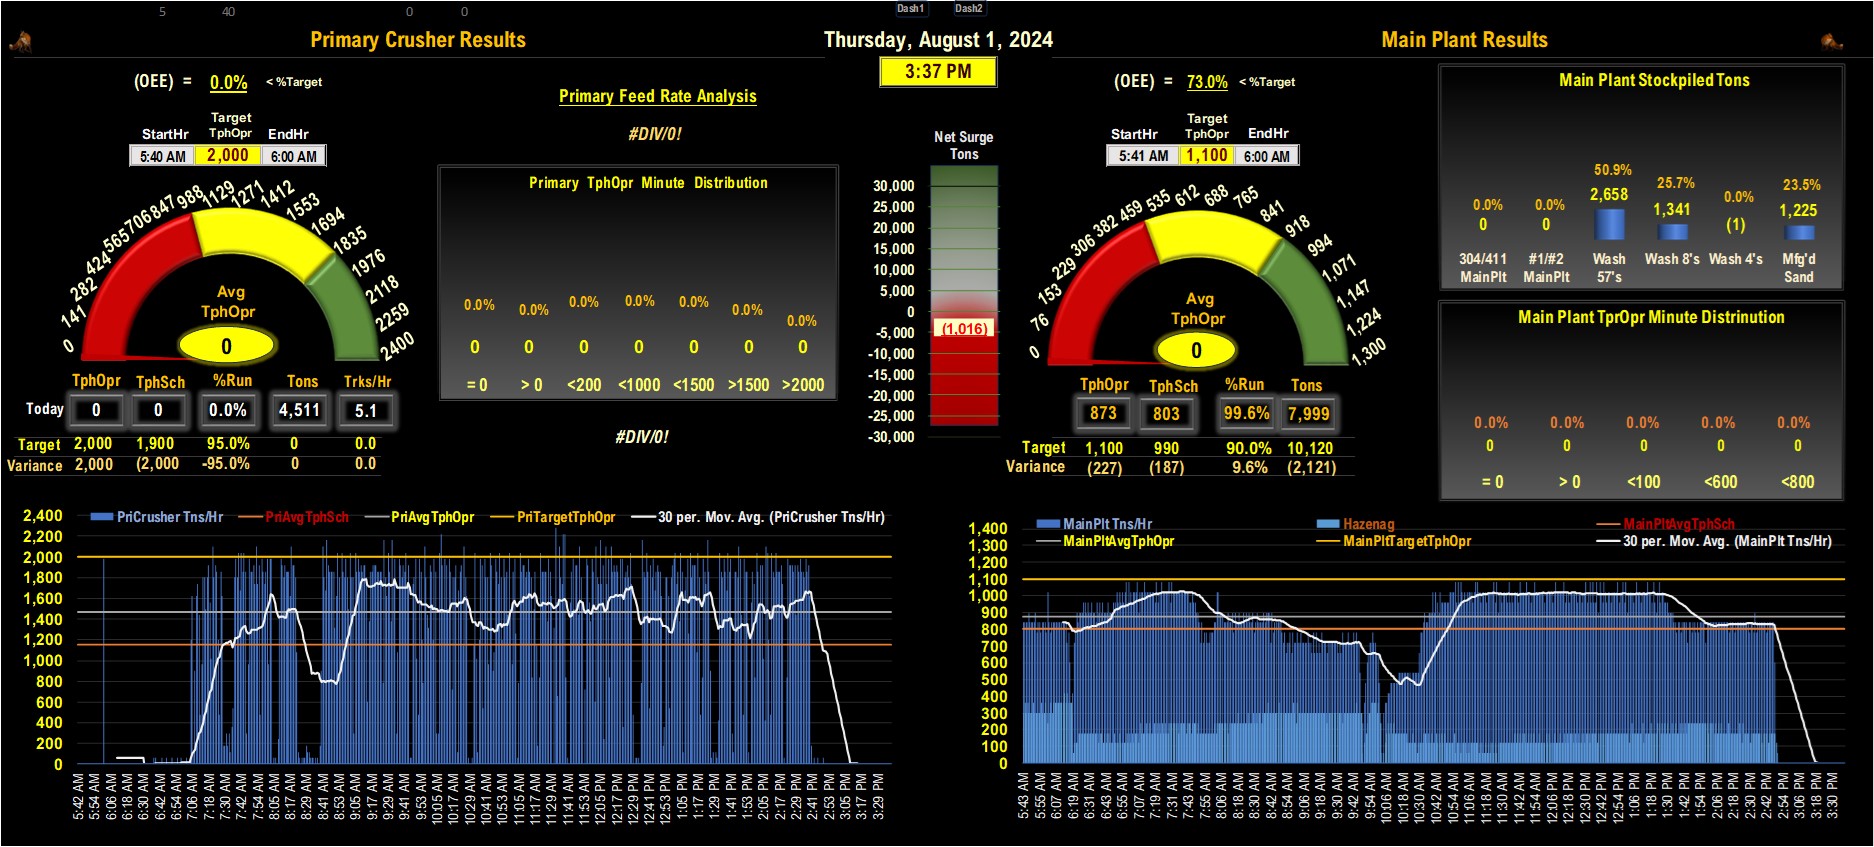 5 40 0 0 Dash1 Dash2
Primary Crusher Results
Thursday, August 1, 2024
Main Plant Results
3:37 PM
(OEE) = 0.0% < %Target
Target
StartHr TphOpr EndHr
5:40 AM 2,000 6:00 AM
0 141 282 424 565 706 847 988 1129 1271 1412 1553 1694 1835 1976 2118 2259 2400
Avg
TphOpr
0
TphOpr TphSch %Run Tons Trks/Hr
Today 0 0 0.0% 4,511 5.1
Target 2,000 1,900 95.0% 0 0.0
Variance 2,000 (2,000 -95.0% 0 0.0
Primary Feed Rate Analysis
#DIV/0!
Primary TphOpr Minute Distribution
0.0% 0.0% 0.0% 0.0% 0.0% 0.0% 0.0%
0 0 0 0 0 0 0
= 0 > 0 <200 <1000 <1500 >1500 >2000
#DIV/0!
Net Surge
Tons
30,000
25,000
20,000
15,000
10,000
5,000
0
-5,000
-10,000
-15,000
-20,000
-25,000
-30,000
(1,016)
(OEE) = 73.0% < %Target
Target
StartHr TphOpr EndHr
5:41 AM 1,100 6:00 AM
0 76 153 229 306 382 459 535 612 688 765 841 918 994 1,071 1,147 1,224 1,300
Avg
TphOpr
0
TphOpr TphSch %Run Tons
873 803 99.6% 7,999
Target 1,100 990 90.0% 10,120
Variance (227) (187) 9.6% (2,121)
Main Plant Stockpiled Tons
0.0% 0.0% 50.9% 25.7% 0.0% 23.5%
0 0 2,658 1,341 (1) 1,225
304/411 #1/#2 Wash Wash 8's Wash 4's Mfg'd
MainPlt MainPlt 57's Sand
Main Plant TprOpr Minute Distrinution
0.0% 0.0% 0.0% 0.0% 0.0%
0 0 0 0 0
= 0 > 0 <100 <600 <800
PriCrusher Tns/Hr PriAvgTphSch PriAvgTphOpr PriTargetTphOpr 30 per. Mov. Avg. (PriCrusher Tns/Hr)
2,400
2,200
2,000
1,800
1,600
1,400
1,200
1,000
800
600
400
200
0
5:42 AM 5:54 AM 6:06 AM 6:18 AM 6:30 AM 6:42 AM 6:54 AM 7:06 AM 7:18 AM 7:30 AM 7:42 AM 7:54 AM 8:05 AM 8:17 AM 8:29 AM 8:41 AM 8:53 AM 9:05 AM 9:17 AM 9:29 AM 9:41 AM 9:53 AM 10:05 AM 10:17 AM 10:29 AM 10:41 AM 10:53 AM 11:05 AM 11:17 AM 11:29 AM 11:41 AM 11:53 AM 12:05 PM 12:17 PM 12:29 PM 12:41 PM 12:53 PM 1:05 PM 1:17 PM 1:29 PM 1:41 PM 1:53 PM 2:05 PM 2:17 PM 2:29 PM 2:41 PM 2:53 PM 3:05 PM 3:17 PM 3:29 PM
MainPlt Tns/Hr Hazenag MainPltAvgTphSch
MainPltAvgTphOpr MainPltTargetTphOpr 30 per. Mov. Avg. (MainPlt Tns/Hr)
1,400
1,300
1,200
1,100
1,000
900
800
700
600
500
400
300
200
100
0
5:43 AM 5:55 AM 6:07 AM 6:19 AM 6:31 AM 6:43 AM 6:55 AM 7:07 AM 7:19 AM 7:31 AM 7:43 AM 7:55 AM 8:06 AM 8:18 AM 8:30 AM 8:42 AM 8:54 AM 9:06 AM 9:18 AM 9:30 AM 9:42 AM 9:54 AM 10:06 AM 10:18 AM 10:30 AM 10:42 AM 10:54 AM 11:06 AM 11:18 AM 11:30 AM 11:42 AM 11:54 AM 12:06 PM 12:18 PM 12:30 PM 12:42 PM 12:54 PM 1:06 PM 1:18 PM 1:30 PM 1:42 PM 1:54 PM 2:06 PM 2:18 PM 2:30 PM 2:42 PM 2:54 PM 3:06 PM 3:18 PM 3:30 PM